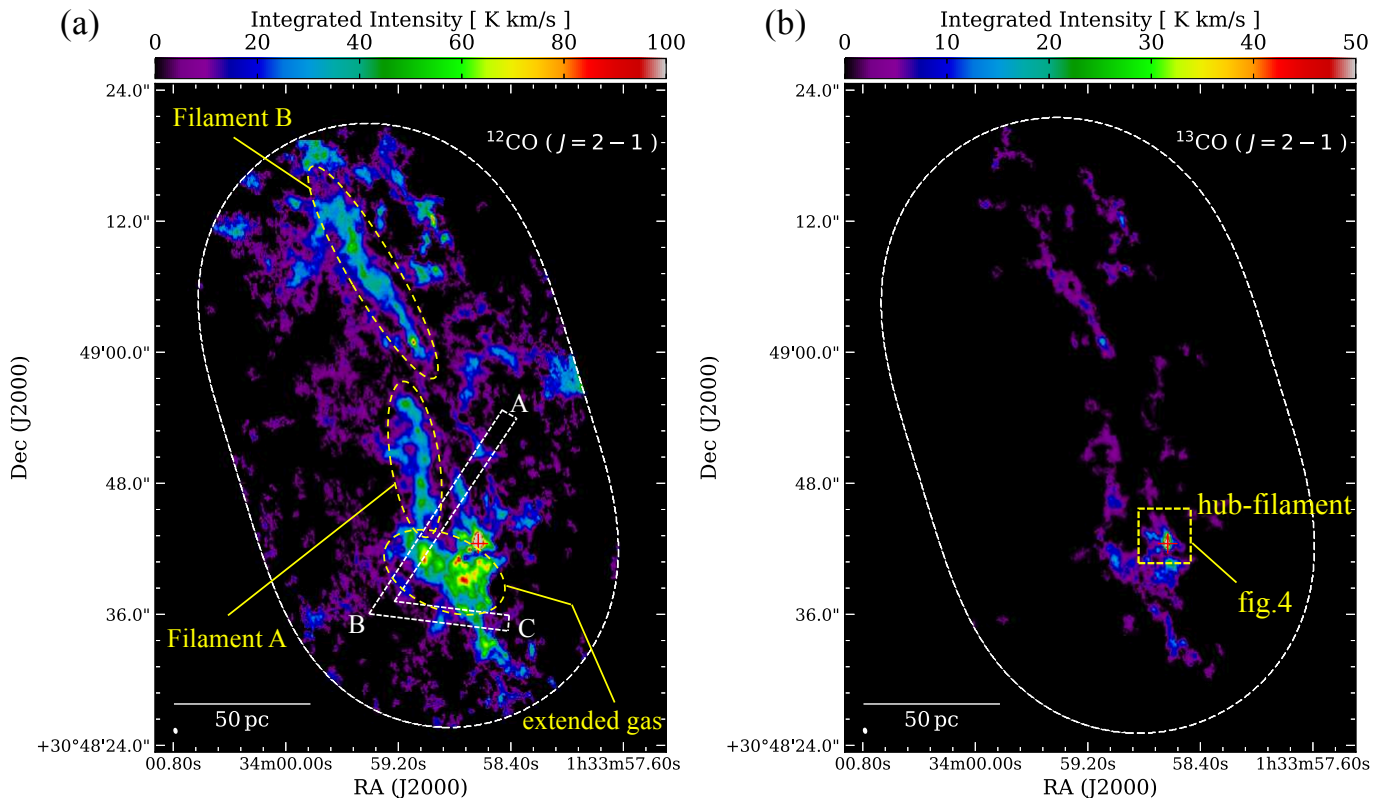 (a)
Integrated Intensity [ K km/s ]
0 20 40 60 80 100
24.0"
12.0"
49'00.0"
48.0"
36.0"
+30°48'24.0"
Dec (J2000)
Filament B
¹²CO ( J = 2 − 1 )
A
B
C
Filament A
extended gas
50 pc
00.80s 34m00.00s 59.20s 58.40s 1h33m57.60s
RA (J2000)
(b)
Integrated Intensity [ K km/s ]
0 10 20 30 40 50
24.0"
12.0"
49'00.0"
48.0"
36.0"
+30°48'24.0"
Dec (J2000)
¹³CO ( J = 2 − 1 )
hub-filament
fig.4
50 pc
00.80s 34m00.00s 59.20s 58.40s 1h33m57.60s
RA (J2000)